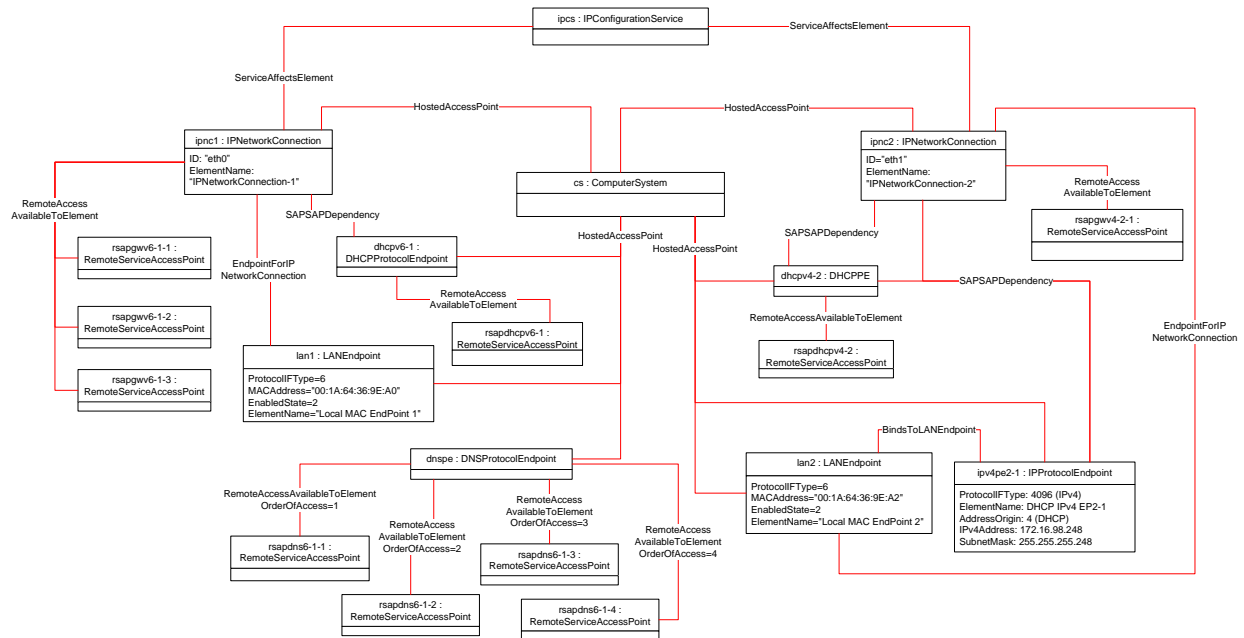 ipcs : IPConfigurationService
ServiceAffectsElement
ServiceAffectsElement
HostedAccessPoint
HostedAccessPoint
ipnc1 : IPNetworkConnection
ID: "eth0"
ElementName:
"IPNetworkConnection-1"
ipnc2 : IPNetworkConnection
ID="eth1"
ElementName:
"IPNetworkConnection-2"
cs : ComputerSystem
RemoteAccess
AvailableToElement
RemoteAccess
AvailableToElement
SAPSAPDependency
HostedAccessPoint
HostedAccessPoint
SAPSAPDependency
rsapgwv4-2-1 :
RemoteServiceAccessPoint
rsapgwv6-1-1 :
RemoteServiceAccessPoint
EndpointForIP
NetworkConnection
dhcpv6-1 :
DHCPProtocolEndpoint
dhcpv4-2 : DHCPPE
SAPSAPDependency
RemoteAccess
AvailableToElement
rsapgwv6-1-2 :
RemoteServiceAccessPoint
RemoteAccessAvailableToElement
EndpointForIP
NetworkConnection
rsapdhcpv6-1 :
RemoteServiceAccessPoint
rsapdhcpv4-2 :
RemoteServiceAccessPoint
rsapgwv6-1-3 :
RemoteServiceAccessPoint
lan1 : LANEndpoint
ProtocolIFType=6
MACAddress="00:1A:64:36:9E:A0"
EnabledState=2
ElementName="Local MAC EndPoint 1"
BindsToLANEndpoint
dnspe : DNSProtocolEndpoint
lan2 : LANEndpoint
ProtocolIFType=6
MACAddress="00:1A:64:36:9E:A2"
EnabledState=2
ElementName="Local MAC EndPoint 2"
ipv4pe2-1 : IPProtocolEndpoint
ProtocolIFType: 4096 (IPv4)
ElementName: DHCP IPv4 EP2-1
AddressOrigin: 4 (DHCP)
IPv4Address: 172.16.98.248
SubnetMask: 255.255.255.248
RemoteAccessAvailableToElement
OrderOfAccess=1
RemoteAccess
AvailableToElement
OrderOfAccess=2
RemoteAccess
AvailableToElement
OrderOfAccess=3
RemoteAccess
AvailableToElement
OrderOfAccess=4
rsapdns6-1-1 :
RemoteServiceAccessPoint
rsapdns6-1-3 :
RemoteServiceAccessPoint
rsapdns6-1-2 :
RemoteServiceAccessPoint
rsapdns6-1-4 :
RemoteServiceAccessPoint